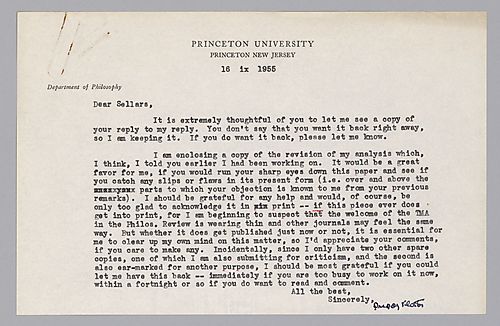 PRINCETON UNIVERSITY
PRINCETON NEW JERSEY
16 ix 1955
Department of Philosophy
Dear Sellars,
It is extremely thoughtful of you to let me see a copy of
your reply to my reply. You don't say that you want it back right away,
so I am keeping it. If you do want it back, please let me know.
I am enclosing a copy of the revision of my analysis which,
I think, I told you earlier I had been working on. It would be a great
favor for me, if you would run your sharp eyes down this paper and see if
you catch any slips or flaws in its present form (i.e. over and above the
parts to which your objection is known to me from your previous
remarks). I should be grateful for any help and would, of course, be
only too glad to acknowledge it in print -- if this piece ever does
get into print, for I am beginning to suspect that the welcome of the TMA
in the Philos. Review is wearing thin and other journals may feel the same
way. But whether it does get published just now or not, it is essential for
me to clear up my own mind on this matter, so I'd appreciate your comments,
if you care to make any. Incidentally, since I only have two other spare
copies, one of which I am also submitting for criticism, and the second is
also ear-marked for another purpose, I should be most grateful if you could
let me have this back -- immediately if you are too busy to work on it now,
within a fortnight or so if you do want to read and comment.
All the best,
Sincerely,